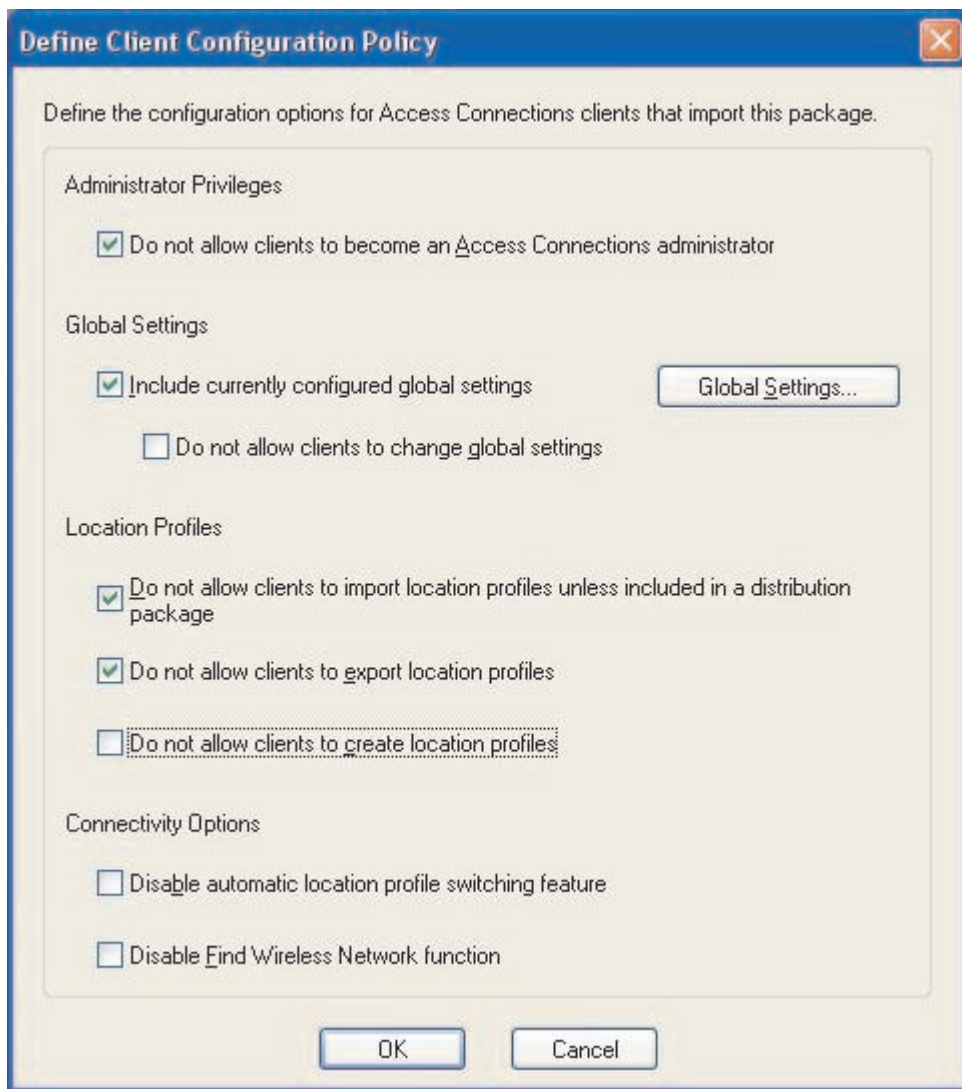 Define Client Configuration Policy
Define the configuration options for Access Connections clients that import this package.
Administrator Privileges
Do not allow clients to become an Access Connections administrator
Global Settings
Include currently configured global settings
Global Settings...
Do not allow clients to change global settings
Location Profiles
Do not allow clients to import location profiles unless included in a distribution
package
Do not allow clients to export location profiles
Do not allow clients to create location profiles
Connectivity Options
Disable automatic location profile switching feature
Disable Find Wireless Network function
OK
Cancel